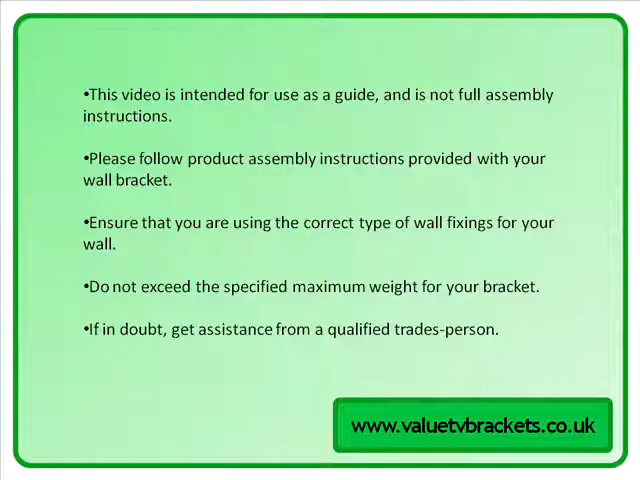 •This video is intended for use as a guide, and is not full assembly
instructions.
•Please follow product assembly instructions provided with your
wall bracket.
•Ensure that you are using the correct type of wall fixings for your
wall.
•Do not exceed the specified maximum weight for your bracket.
•If in doubt, get assistance from a qualified trades-person.
www.valuetvbrackets.co.uk